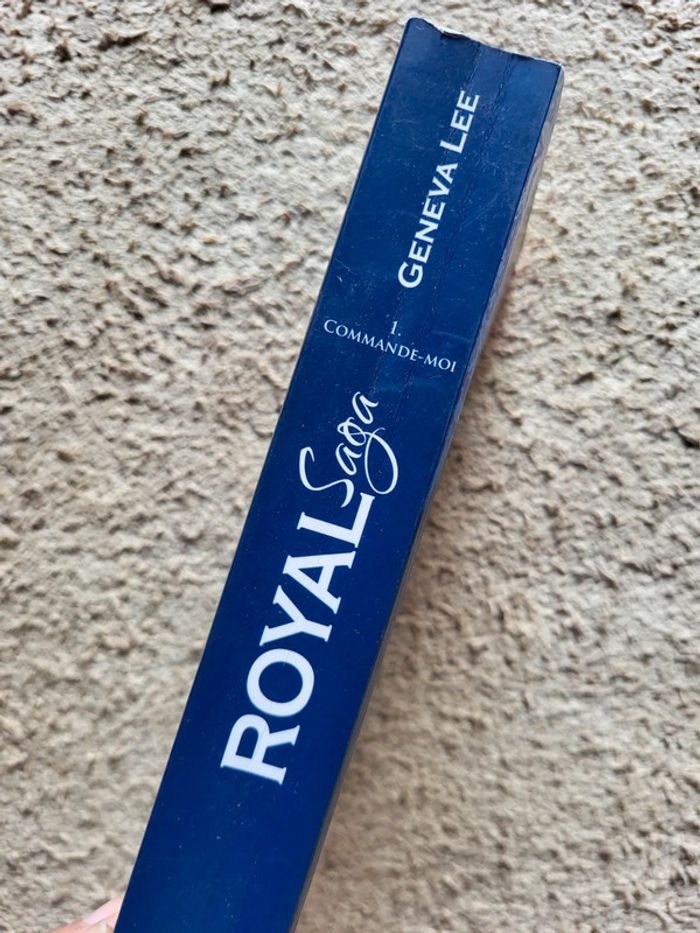 GENEVA LEE
1.
COMMANDE-MOI
ROYAL Saga